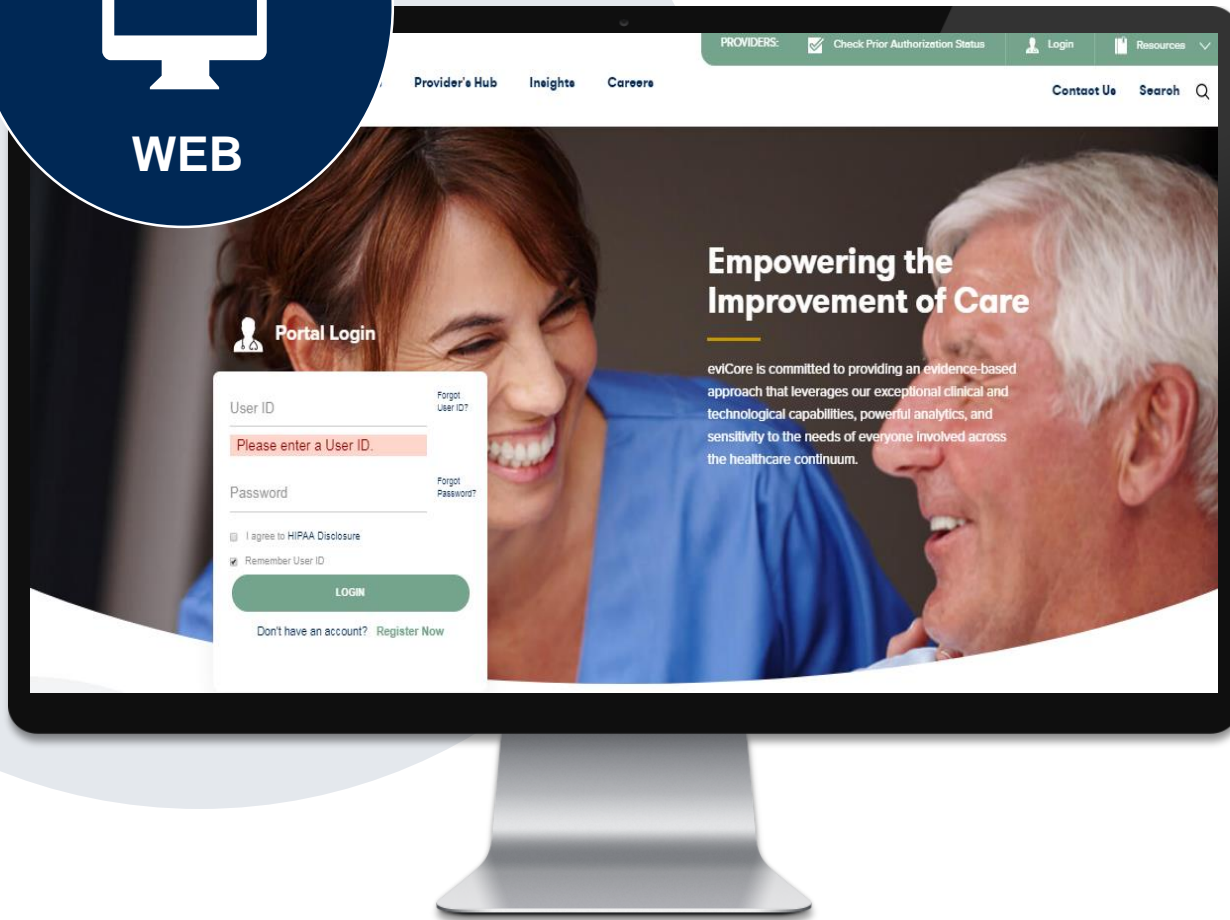 WEB
PROVIDERS:
Check Prior Authorization Status
Login
Resources
Provider's Hub
Insights
Careers
Contact Us
Search
Portal Login
User ID
Forgot
User ID?
Please enter a User ID.
Password
Forgot
Password?
I agree to HIPAA Disclosure
Remember User ID
LOGIN
Don't have an account? Register Now
Empowering the
Improvement of Care
eviCore is committed to providing an evidence-based
approach that leverages our exceptional clinical and
technological capabilities, powerful analytics, and
sensitivity to the needs of everyone involved across
the healthcare continuum.